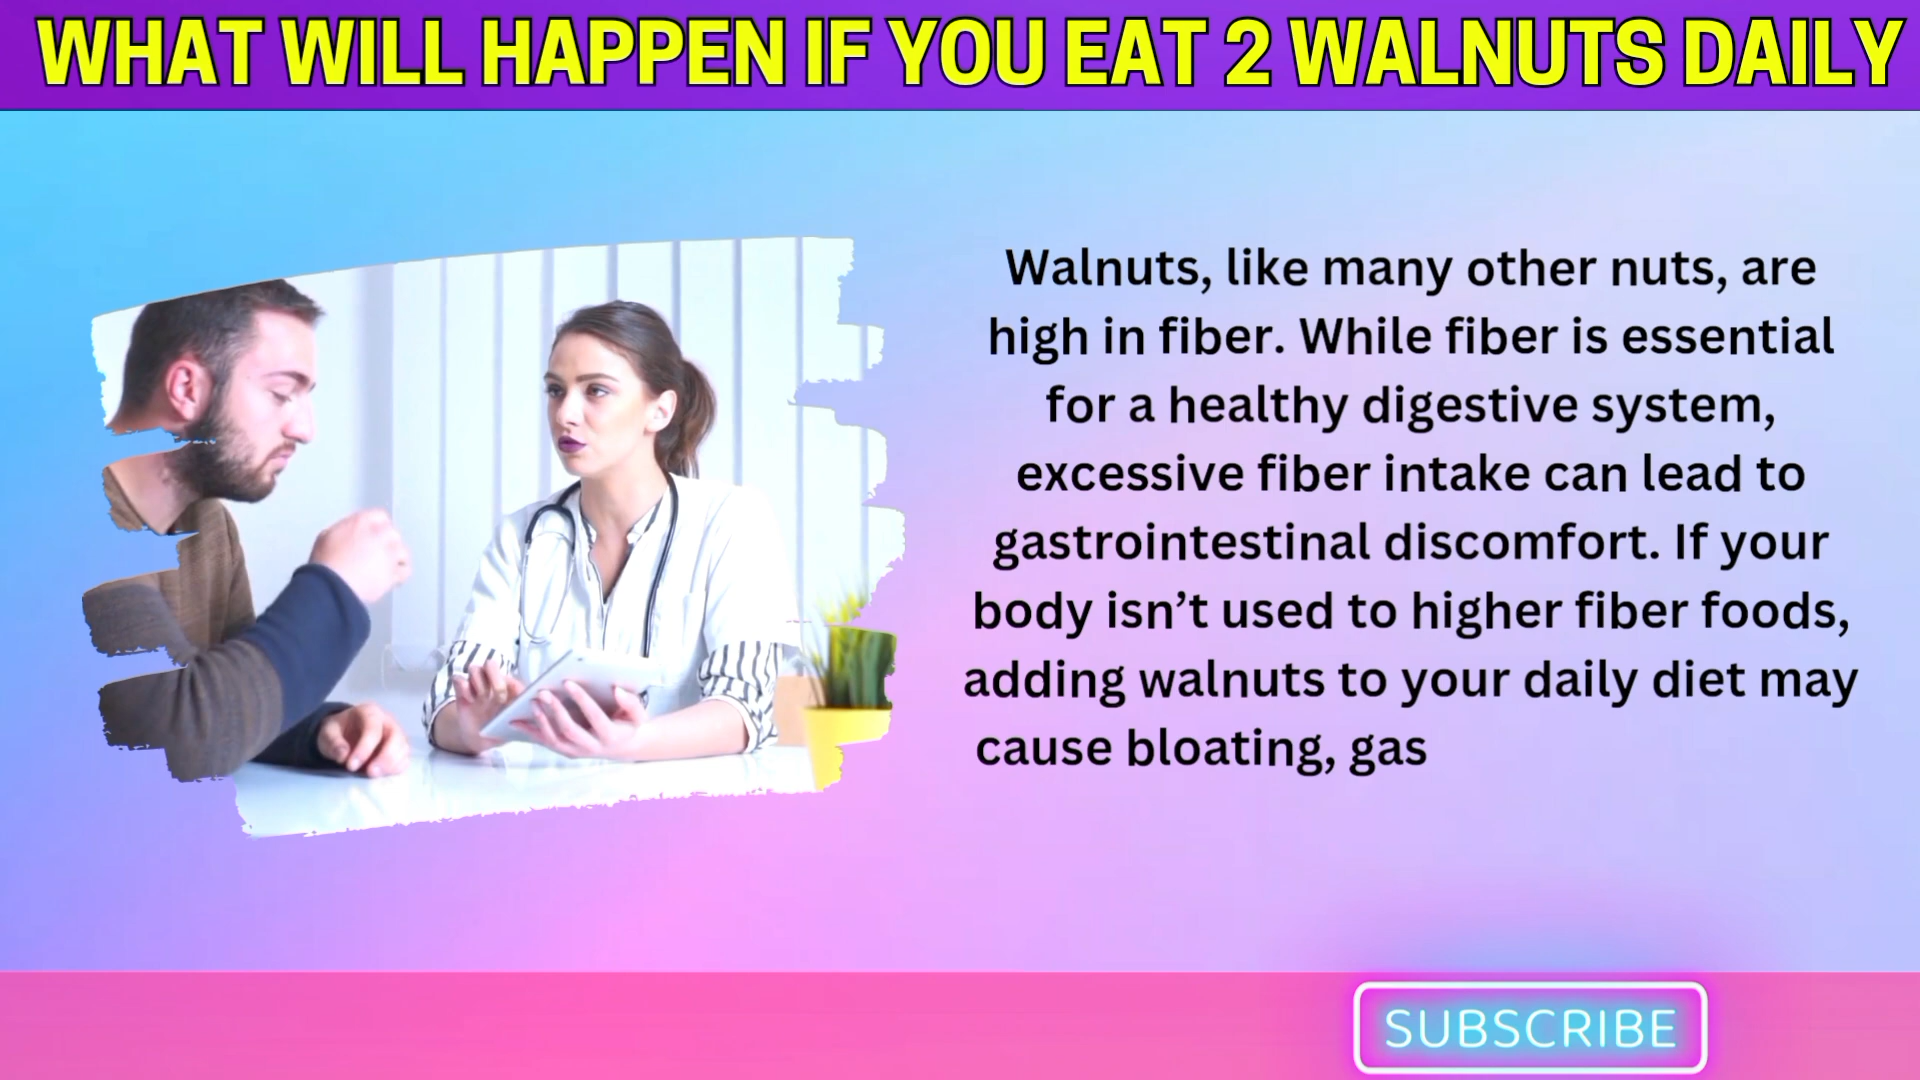 WHAT WILL HAPPEN IF YOU EAT 2 WALNUTS DAILY
Walnuts, like many other nuts, are
high in fiber. While fiber is essential
for a healthy digestive system,
excessive fiber intake can lead to
gastrointestinal discomfort. If your
body isn’t used to higher fiber foods,
adding walnuts to your daily diet may
cause bloating, gas
SUBSCRIBE